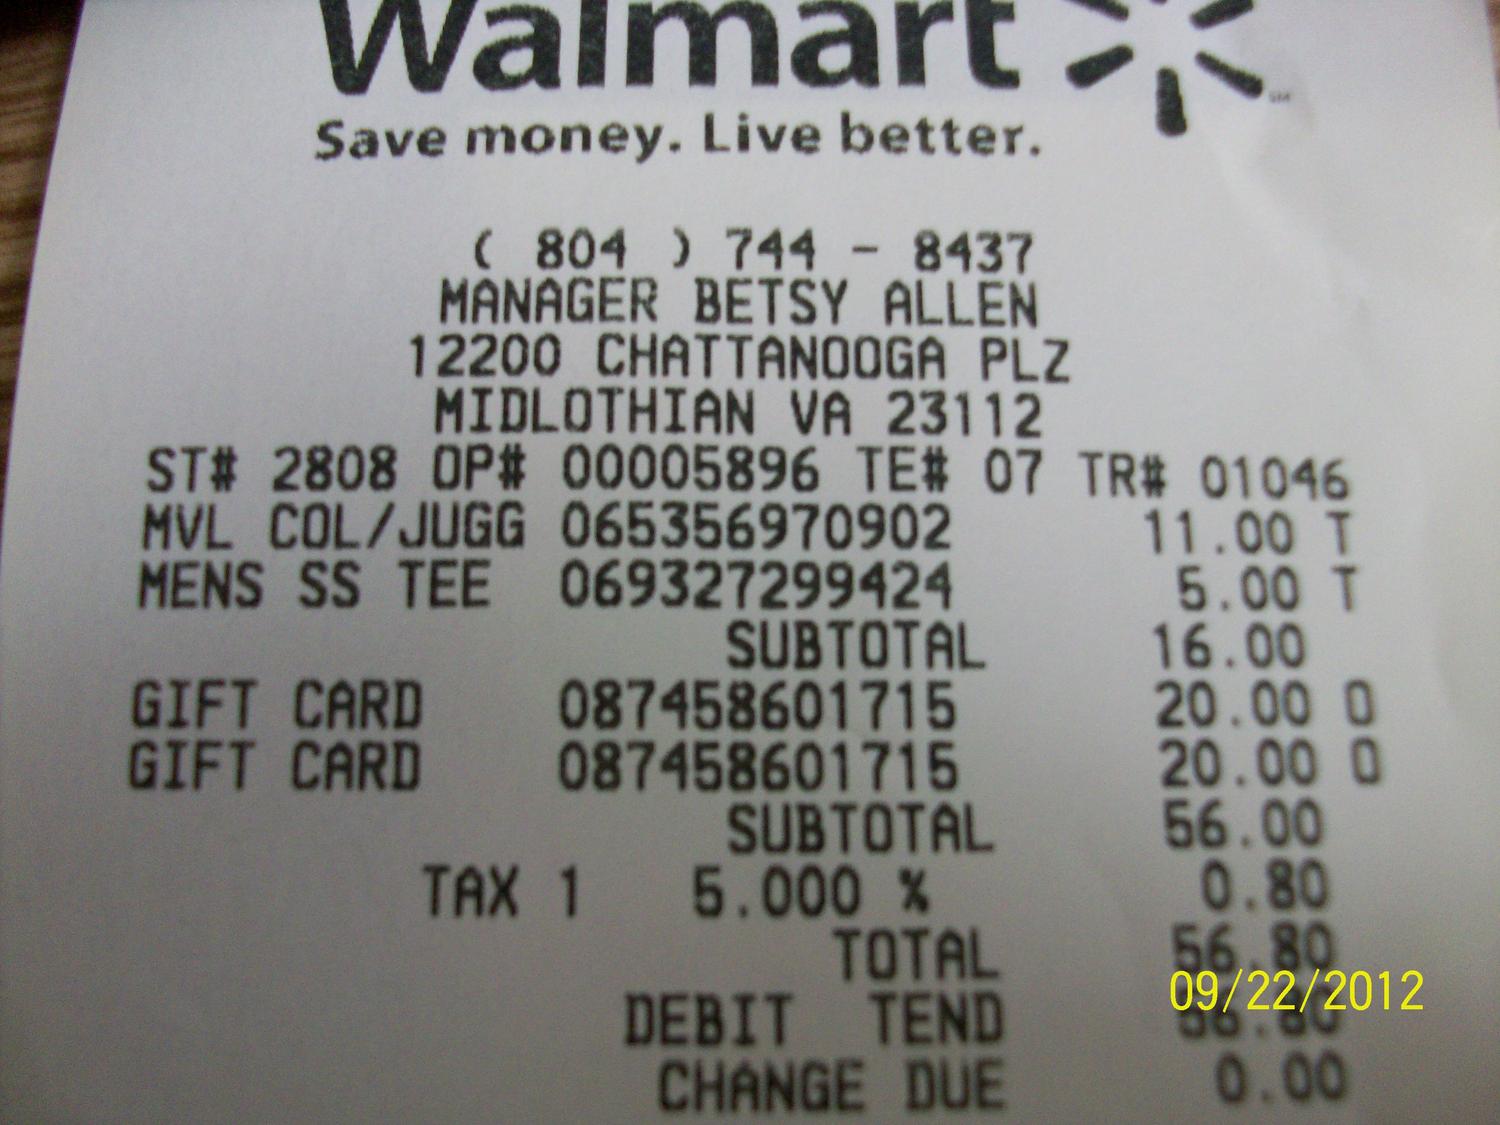 Walmart
Save money. Live better.
( 804 ) 744 - 8437
MANAGER BETSY ALLEN
12200 CHATTANOOGA PLZ
MIDLOTHIAN VA 23112
ST# 2808 OP# 00005896 TE# 07 TR# 01046
MVL COL/JUGG 065356970902 11.00 T
MENS SS TEE 069327299424 5.00 T
SUBTOTAL 16.00
GIFT CARD 087458601715 20.00 O
GIFT CARD 087458601715 20.00 O
SUBTOTAL 56.00
TAX 1 5.000 % 0.80
TOTAL 56.80
09/22/2012
DEBIT TEND 56.80
CHANGE DUE 0.00